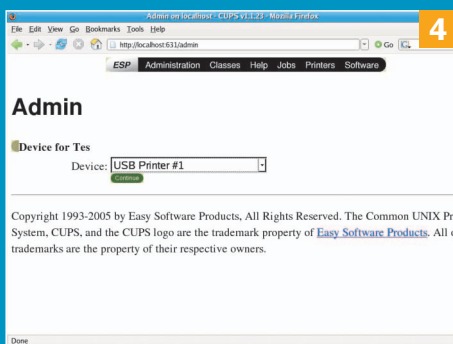 Admin on localhost - CUPS v1.1.23 - Mozilla Firefox
File Edit View Go Bookmarks Tools Help
http://localhost:631/admin
Go
4
ESP Administration Classes Help Jobs Printers Software
Admin
Device for Tes
Device: USB Printer #1
Continue
Copyright 1993-2005 by Easy Software Products, All Rights Reserved. The Common UNIX Pr
System, CUPS, and the CUPS logo are the trademark property of Easy Software Products. All o
trademarks are the property of their respective owners.
Done